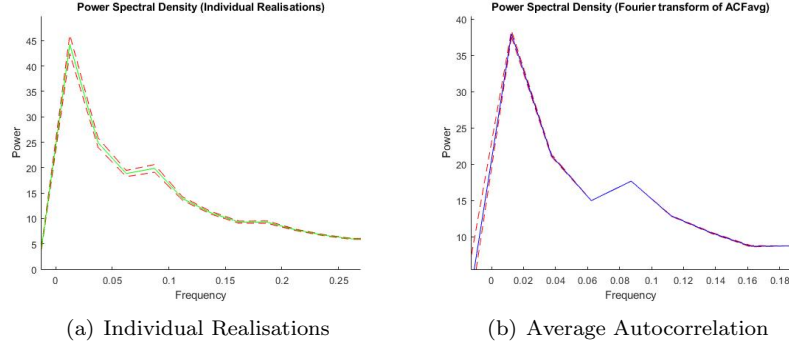 Power Spectral Density (Individual Realisations)
45
40
35
30
25
20
15
10
5
0
Power
0 0.05 0.1 0.15 0.2 0.25
Frequency
(a) Individual Realisations
Power Spectral Density (Fourier transform of ACFavg)
40
35
30
25
20
15
10
Power
0 0.02 0.04 0.06 0.08 0.1 0.12 0.14 0.16 0.18
Frequency
(b) Average Autocorrelation